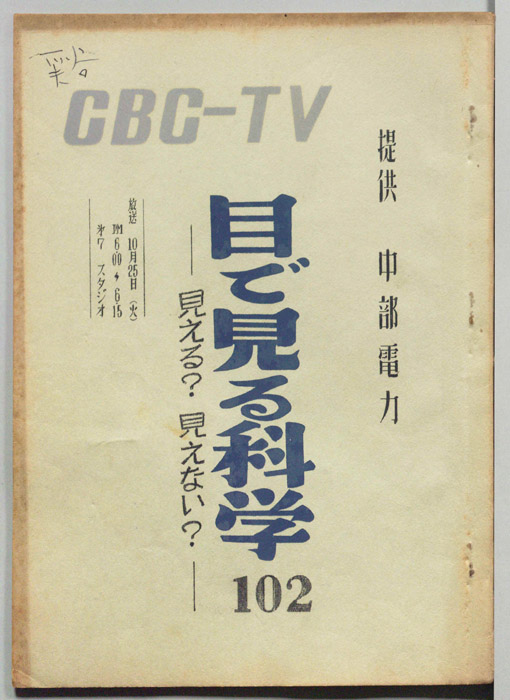 CBC-TV
提供 中部電力
目で見る科学
102
— 見える? 見えない? —
放送 10月25日(火)
PM 6.00〜6.15
オ7 スタジオ